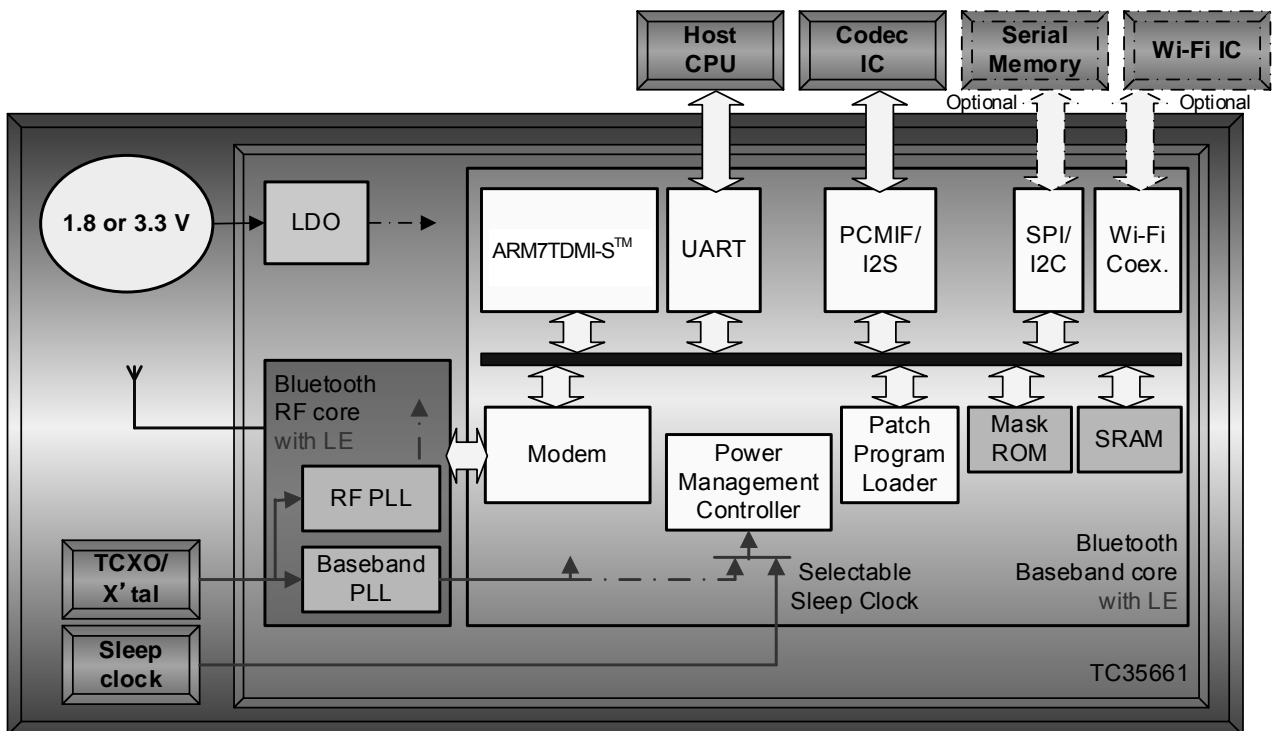 Host
CPU
Codec
IC
Serial
Memory
Wi-Fi IC
Optional
Optional
1.8 or 3.3 V
LDO
ARM7TDMI-S™
UART
PCMIF/
I2S
SPI/
I2C
Wi-Fi
Coex.
Bluetooth
RF core
with LE
RF PLL
Baseband
PLL
Modem
Power
Management
Controller
Patch
Program
Loader
Mask
ROM
SRAM
TCXO/
X'tal
Sleep
clock
Selectable
Sleep Clock
Bluetooth
Baseband core
with LE
TC35661